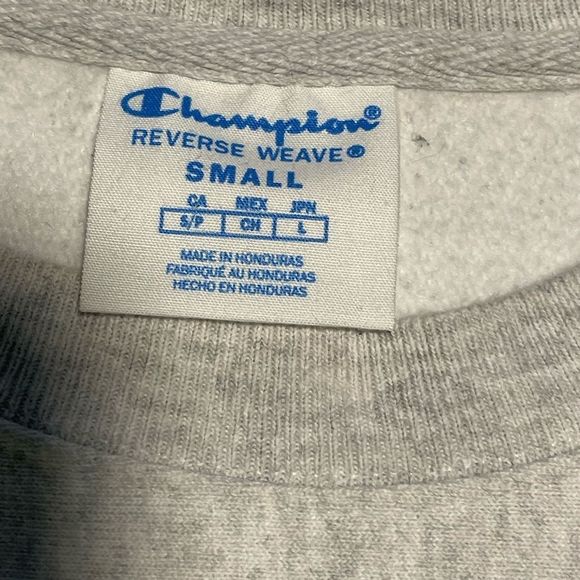 Champion®
REVERSE WEAVE®
SMALL
CA MEX JPN
S/P CH L
MADE IN HONDURAS
FABRIQUÉ AU HONDURAS
HECHO EN HONDURAS